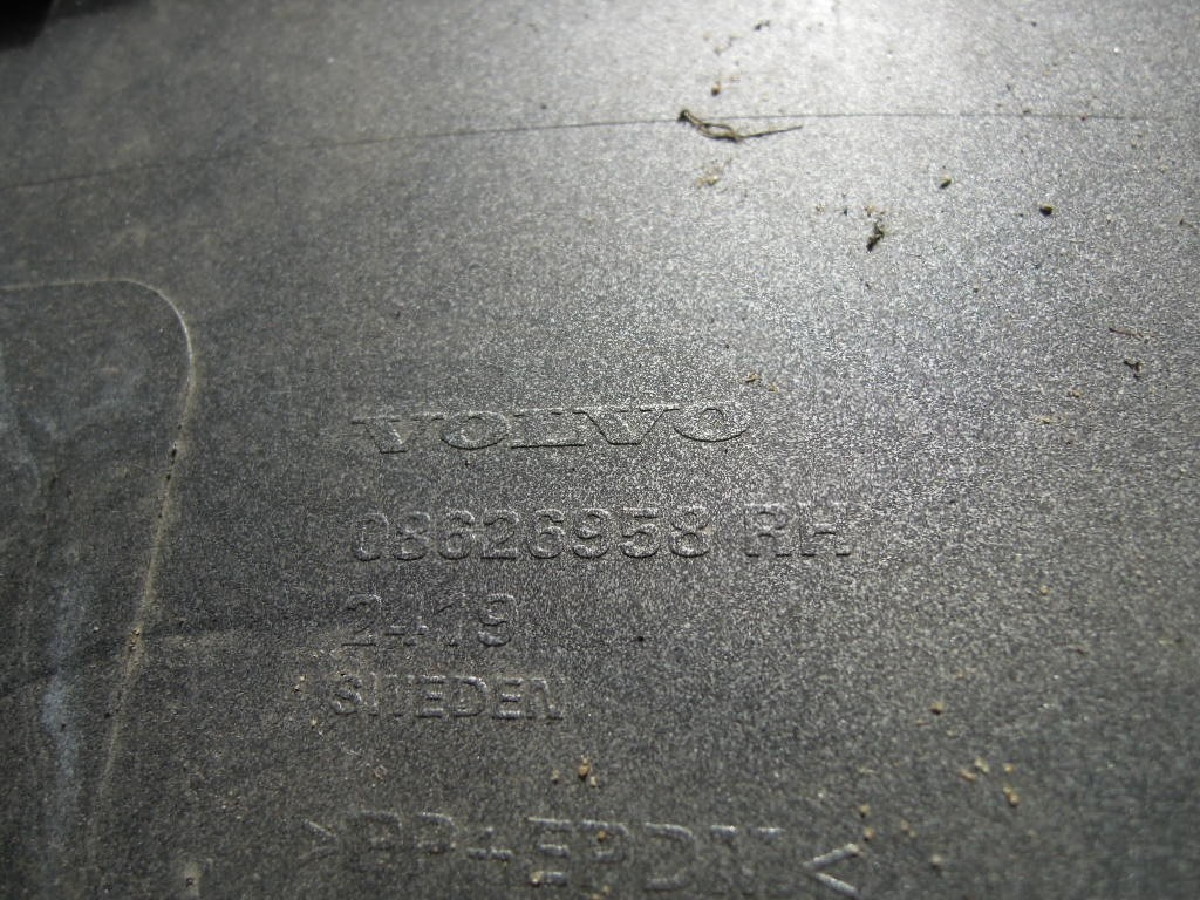 VOLVO
08626958 RH
2419
SWEDEN
>PP+EPDM<